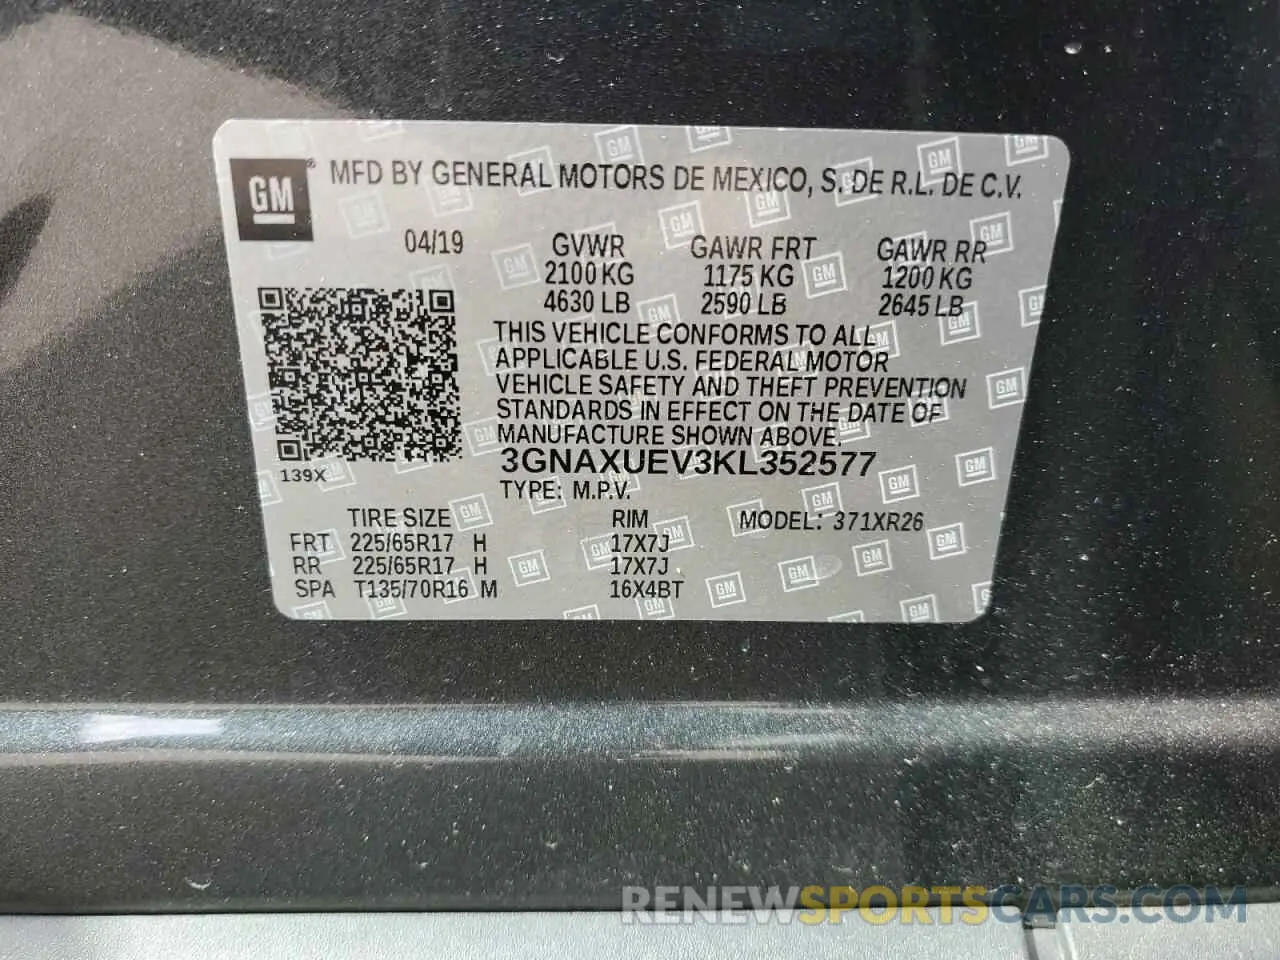 GM® MFD BY GENERAL MOTORS DE MEXICO, S. DE R.L. DE C.V.
04/19 GVWR GAWR FRT GAWR RR
2100 KG 1175 KG 1200 KG
4630 LB 2590 LB 2645 LB
THIS VEHICLE CONFORMS TO ALL
APPLICABLE U.S. FEDERAL MOTOR
VEHICLE SAFETY AND THEFT PREVENTION
STANDARDS IN EFFECT ON THE DATE OF
MANUFACTURE SHOWN ABOVE.
3GNAXUEV3KL352577
139X
TYPE: M.P.V.
TIRE SIZE RIM MODEL: 371XR26
FRT 225/65R17 H 17X7J
RR 225/65R17 H 17X7J
SPA T135/70R16 M 16X4BT
RENEWSPORTSCARS.COM